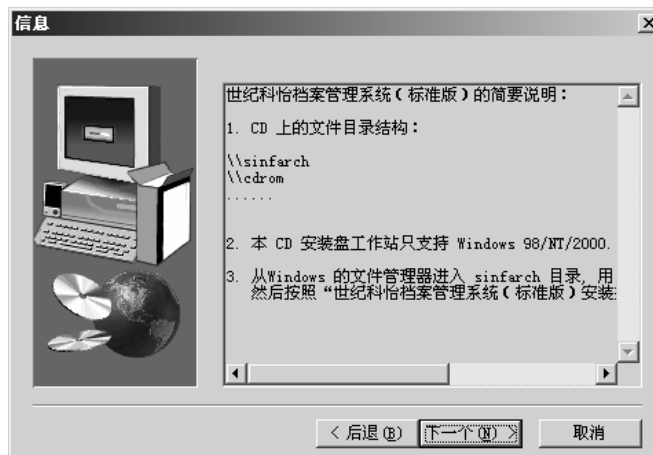 信息
世纪科怡档案管理系统(标准版)的简要说明:
1. CD 上的文件目录结构:
\\sinfarch
\\cdrom
......
2. 本 CD 安装盘工作站只支持 Windows 98/NT/2000.
3. 从Windows 的文件管理器进入 sinfarch 目录, 用
然后按照“世纪科怡档案管理系统(标准版)安装
< 后退(B) 下一个(N) > 取消